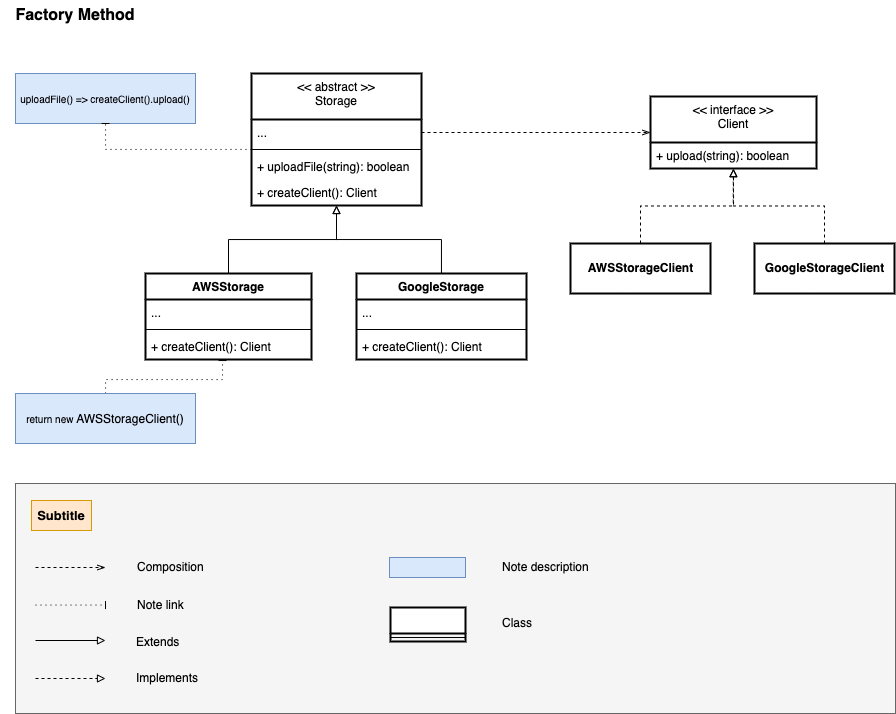 Factory Method
uploadFile() => createClient().upload()
<< abstract >>
Storage
...
+ uploadFile(string): boolean
+ createClient(): Client
<< interface >>
Client
+ upload(string): boolean
AWSStorage
...
+ createClient(): Client
GoogleStorage
...
+ createClient(): Client
AWSStorageClient
GoogleStorageClient
return new AWSStorageClient()
Subtitle
Composition
Note link
Extends
Implements
Note description
Class